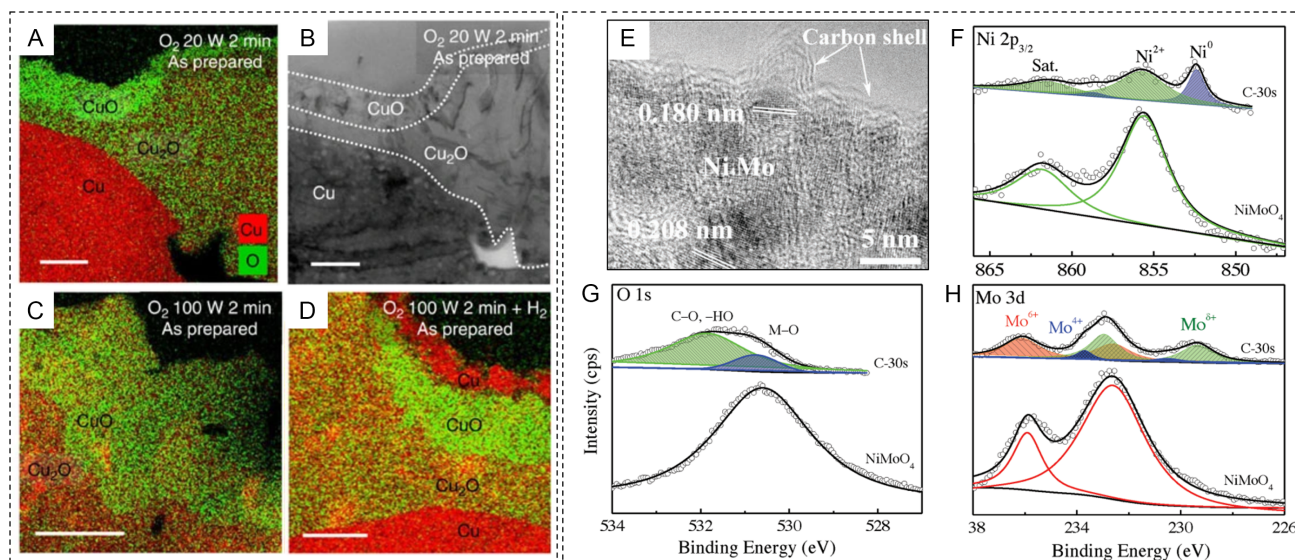 A
O₂ 20 W 2 min
As prepared
CuO
Cu₂O
Cu
Cu
O
B
O₂ 20 W 2 min
As prepared
CuO
Cu₂O
Cu
C
O₂ 100 W 2 min
As prepared
CuO
Cu₂O
D
O₂ 100 W 2 min + H₂
As prepared
Cu
CuO
Cu₂O
Cu
E
Carbon shell
0.180 nm
Ni₄Mo
0.208 nm
5 nm
F
Ni 2p₃/₂
Sat.
Ni²⁺
Ni⁰
C-30s
NiMoO₄
865
860
855
850
G
O 1s
C–O, –HO
M–O
C-30s
NiMoO₄
Intensity (cps)
534
532
530
528
Binding Energy (eV)
H
Mo 3d
Mo⁶⁺
Mo⁴⁺
Moᵟ⁺
C-30s
NiMoO₄
38
234
230
226
Binding Energy (eV)